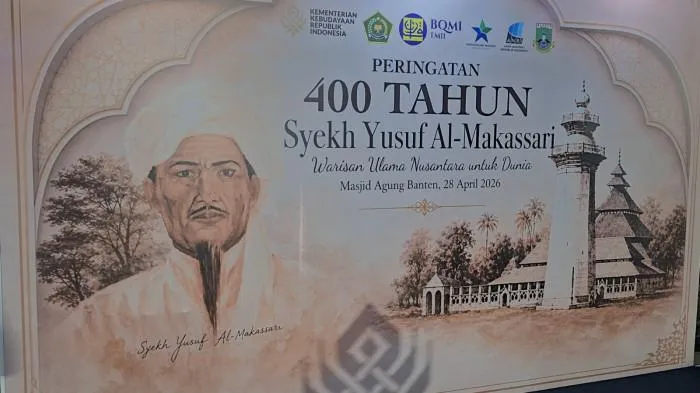 KEMENTERIAN
KEBUDAYAAN
REPUBLIK
INDONESIA
BQMI
PERINGATAN
400 TAHUN
Syekh Yusuf Al-Makassari
Warisan Ulama Nusantara untuk Dunia
Masjid Agung Banten, 28 April 2026
Syekh Yusuf Al-Makassari